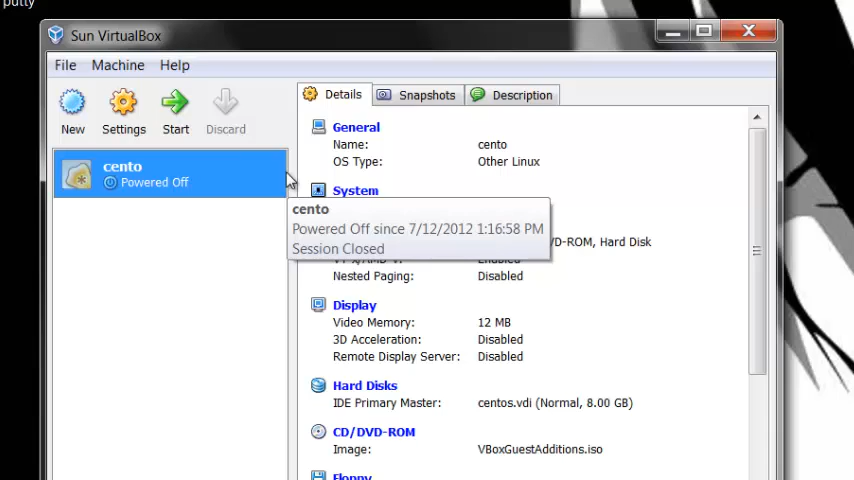 putty
Sun VirtualBox
File Machine Help
New Settings Start Discard
Details Snapshots Description
cento
Powered Off
General
Name: cento
OS Type: Other Linux
System
cento
Powered Off since 7/12/2012 1:16:58 PM
Session Closed
D-ROM, Hard Disk
Nested Paging: Disabled
Display
Video Memory: 12 MB
3D Acceleration: Disabled
Remote Display Server: Disabled
Hard Disks
IDE Primary Master: centos.vdi (Normal, 8.00 GB)
CD/DVD-ROM
Image: VBoxGuestAdditions.iso
Floppy